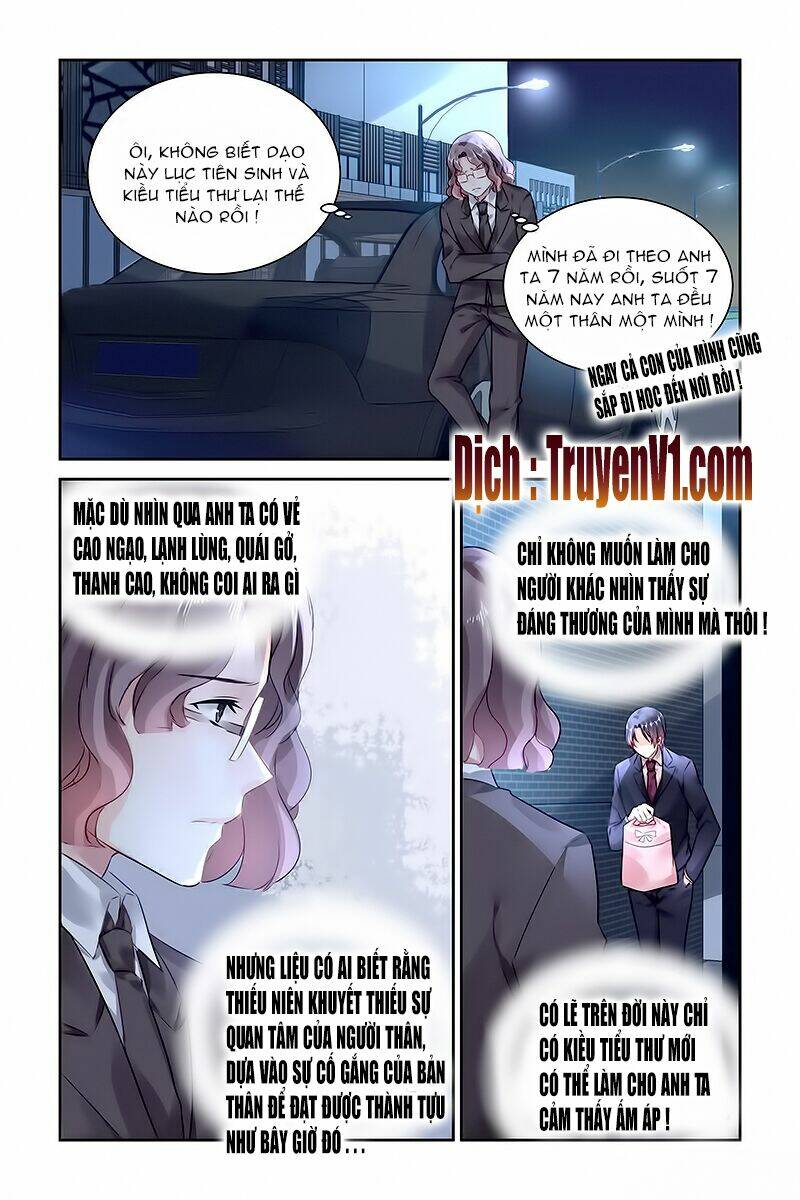 ÔI, KHÔNG BIẾT DẠO
NÀY LỤC TIÊN SINH VÀ
KIỀU TIỂU THƯ LẠI THẾ
NÀO RỒI !
MÌNH ĐÃ ĐI THEO ANH
TA 7 NĂM RỒI, SUỐT 7
NĂM NAY ANH TA ĐỀU
MỘT THÂN MỘT MÌNH !
NGAY CẢ CON CỦA MÌNH CŨNG
SẮP ĐI HỌC ĐẾN NƠI RỒI !
Dịch : TruyenV1.com
MẶC DÙ NHÌN QUA ANH TA CÓ VẺ
CAO NGẠO, LẠNH LÙNG, QUÁI GỞ,
THANH CAO, KHÔNG COI AI RA GÌ
NHƯNG LIỆU CÓ AI BIẾT RẰNG
THIẾU NIÊN KHUYẾT THIẾU SỰ
QUAN TÂM CỦA NGƯỜI THÂN,
DỰA VÀO SỰ CỐ GẮNG CỦA BẢN
THÂN ĐỂ ĐẠT ĐƯỢC THÀNH TỰU
NHƯ BÂY GIỜ ĐÓ . . .
CHỈ KHÔNG MUỐN LÀM CHO
NGƯỜI KHÁC NHÌN THẤY SỰ
ĐÁNG THƯƠNG CỦA MÌNH MÀ THÔI !
CÓ LẼ TRÊN ĐỜI NÀY CHỈ
CÓ KIỀU TIỂU THƯ MỚI
CÓ THỂ LÀM CHO ANH TA
CẢM THẤY ẤM ÁP !